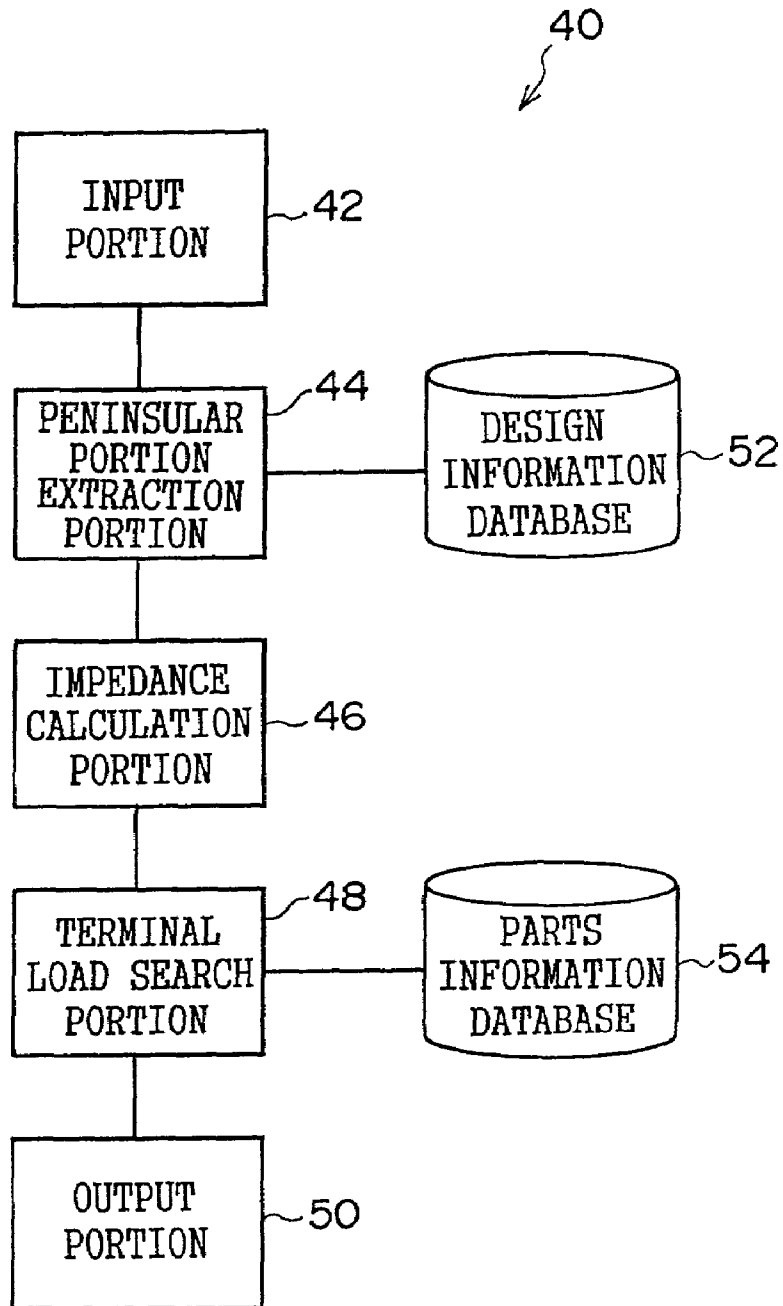 40
INPUT
PORTION
42
PENINSULAR
PORTION
EXTRACTION
PORTION
44
DESIGN
INFORMATION
DATABASE
52
IMPEDANCE
CALCULATION
PORTION
46
TERMINAL
LOAD SEARCH
PORTION
48
PARTS
INFORMATION
DATABASE
54
OUTPUT
PORTION
50